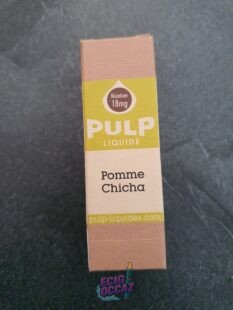 Nicotine
18mg
PULP
LIQUIDE
Pomme
Chicha
pulp-liquides.com
ECIG
OCCAZ